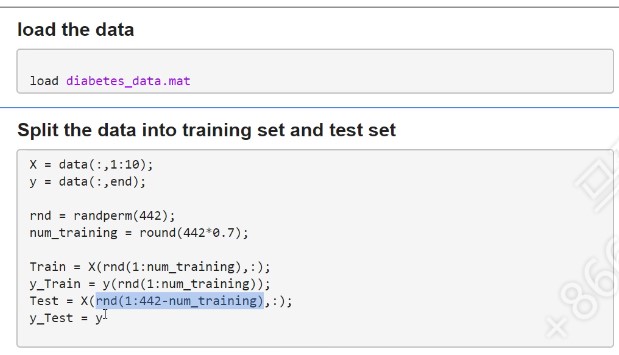 load the data
load diabetes_data.mat
Split the data into training set and test set
X = data(:,1:10);
y = data(:,end);
rnd = randperm(442);
num_training = round(442*0.7);
Train = X(rnd(1:num_training),:);
y_Train = y(rnd(1:num_training));
Test = X(rnd(1:442-num_training),:);
y_Test = y
+866